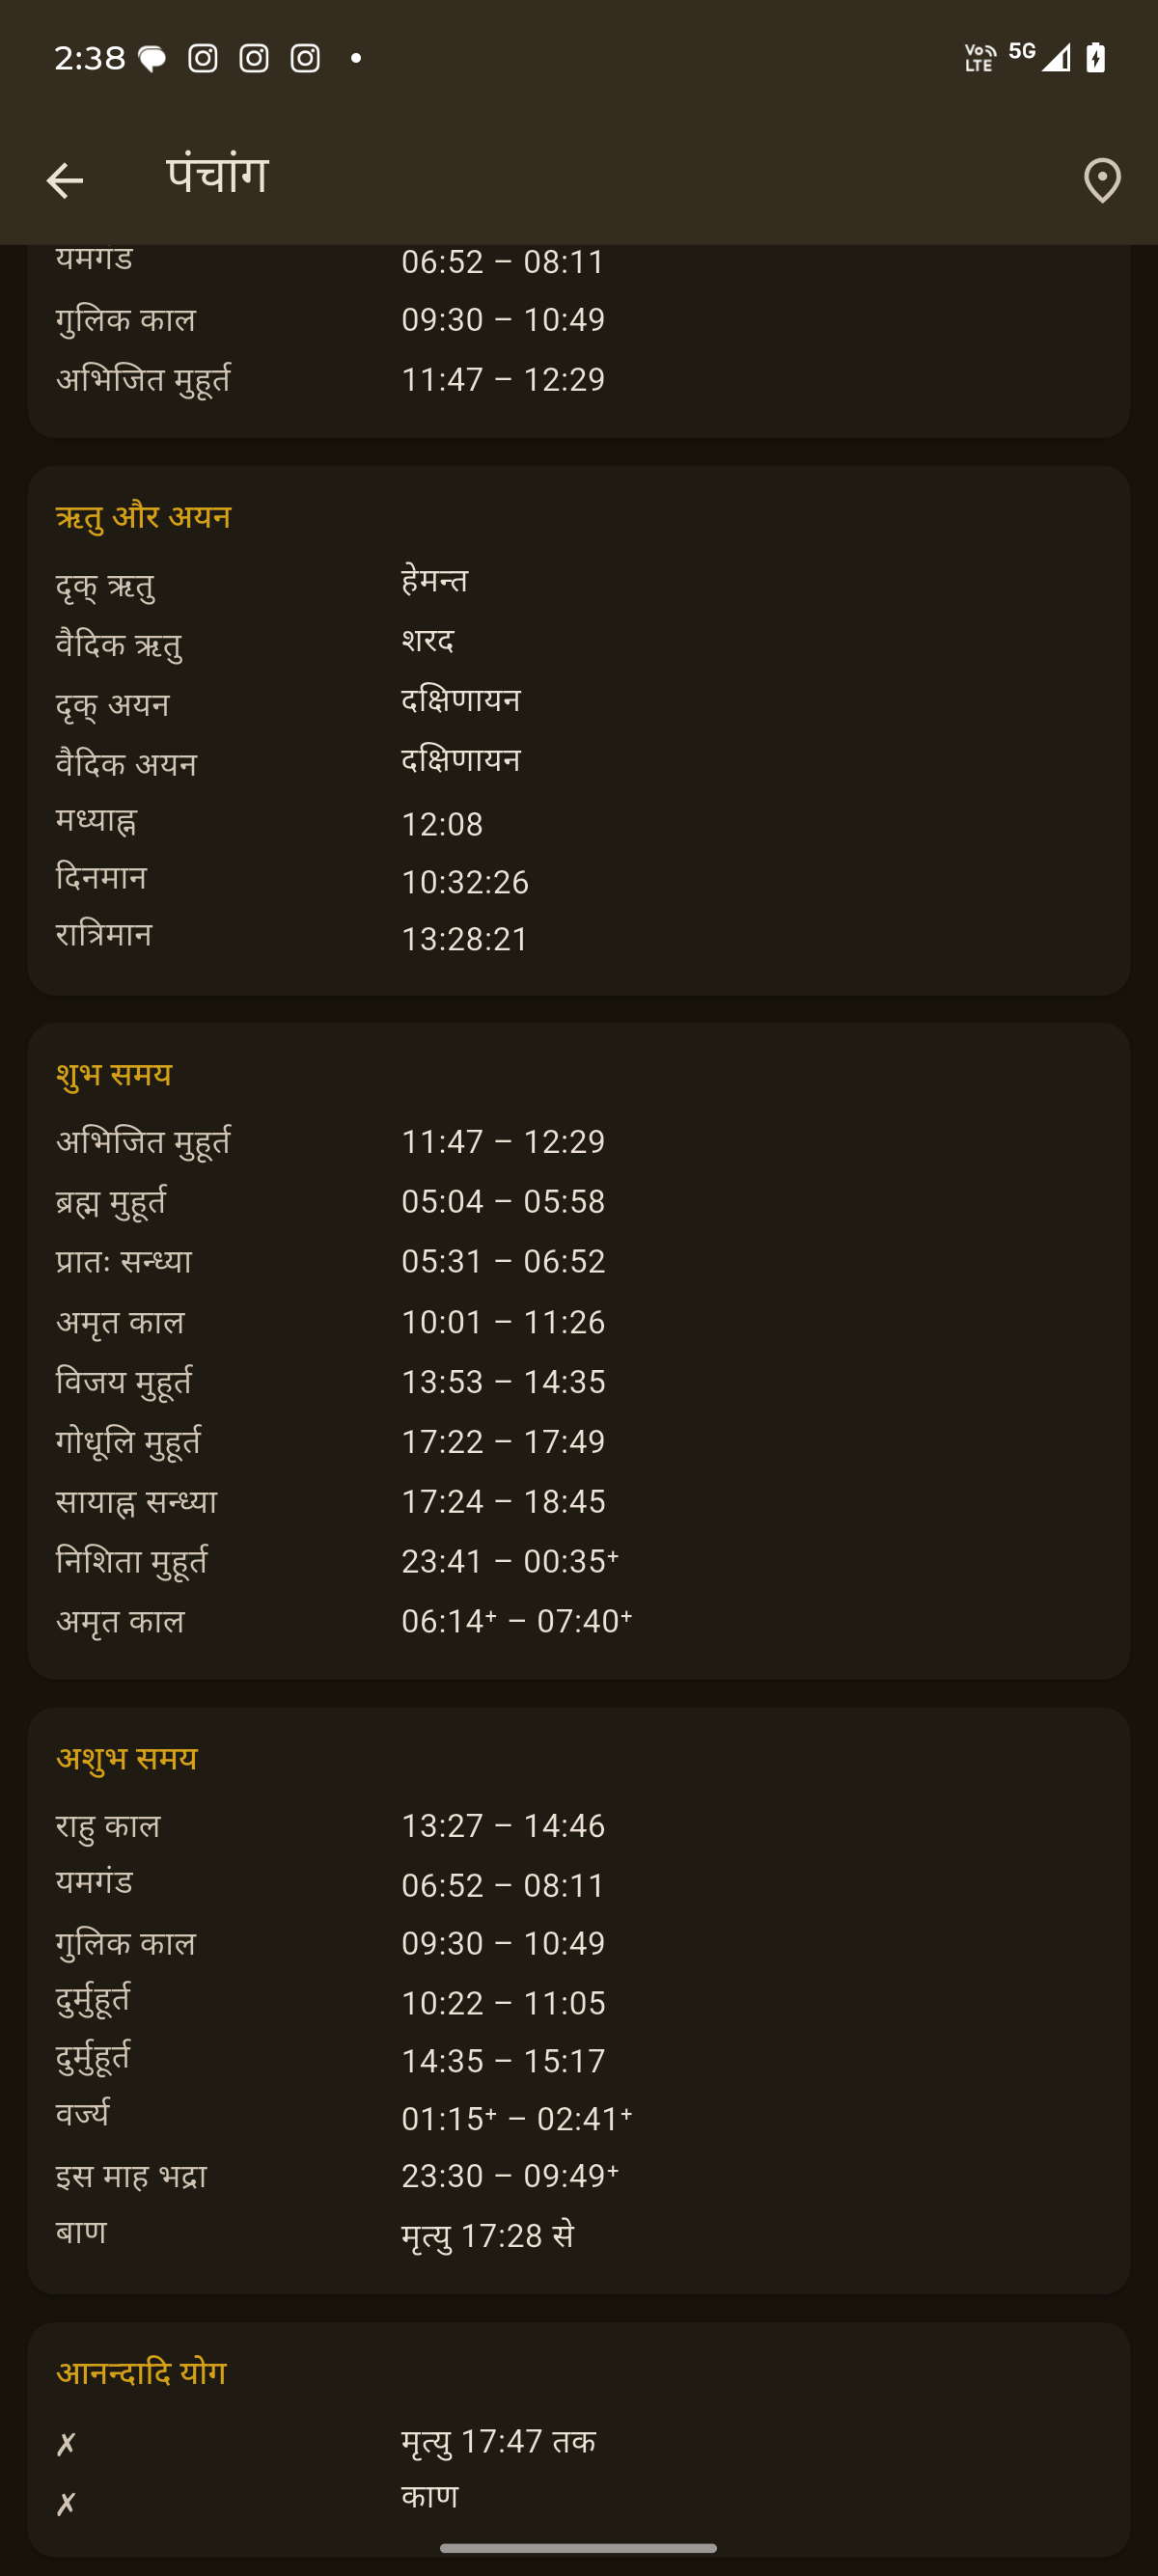 2:38
Vo LTE 5G
पंचांग
यमगंड 06:52 – 08:11
गुलिक काल 09:30 – 10:49
अभिजित मुहूर्त 11:47 – 12:29
ऋतु और अयन
दृक् ऋतु हेमन्त
वैदिक ऋतु शरद
दृक् अयन दक्षिणायन
वैदिक अयन दक्षिणायन
मध्याह्न 12:08
दिनमान 10:32:26
रात्रिमान 13:28:21
शुभ समय
अभिजित मुहूर्त 11:47 – 12:29
ब्रह्म मुहूर्त 05:04 – 05:58
प्रातः सन्ध्या 05:31 – 06:52
अमृत काल 10:01 – 11:26
विजय मुहूर्त 13:53 – 14:35
गोधूलि मुहूर्त 17:22 – 17:49
सायाह्न सन्ध्या 17:24 – 18:45
निशिता मुहूर्त 23:41 – 00:35⁺
अमृत काल 06:14⁺ – 07:40⁺
अशुभ समय
राहु काल 13:27 – 14:46
यमगंड 06:52 – 08:11
गुलिक काल 09:30 – 10:49
दुर्मुहूर्त 10:22 – 11:05
दुर्मुहूर्त 14:35 – 15:17
वर्ज्य 01:15⁺ – 02:41⁺
इस माह भद्रा 23:30 – 09:49⁺
बाण मृत्यु 17:28 से
आनन्दादि योग
✗ मृत्यु 17:47 तक
✗ काण